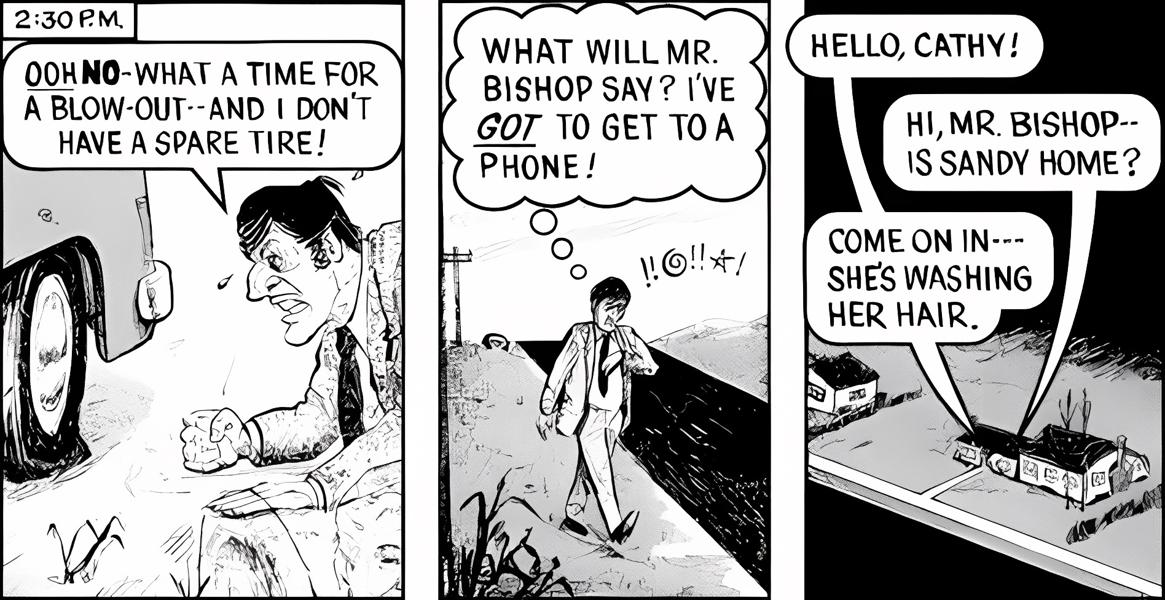 2:30 P.M.
OOH NO-WHAT A TIME FOR
A BLOW-OUT--AND I DON'T
HAVE A SPARE TIRE!
WHAT WILL MR.
BISHOP SAY? I'VE
GOT TO GET TO A
PHONE!
!!@!!☆!
HELLO, CATHY!
HI, MR. BISHOP--
IS SANDY HOME?
COME ON IN---
SHE'S WASHING
HER HAIR.